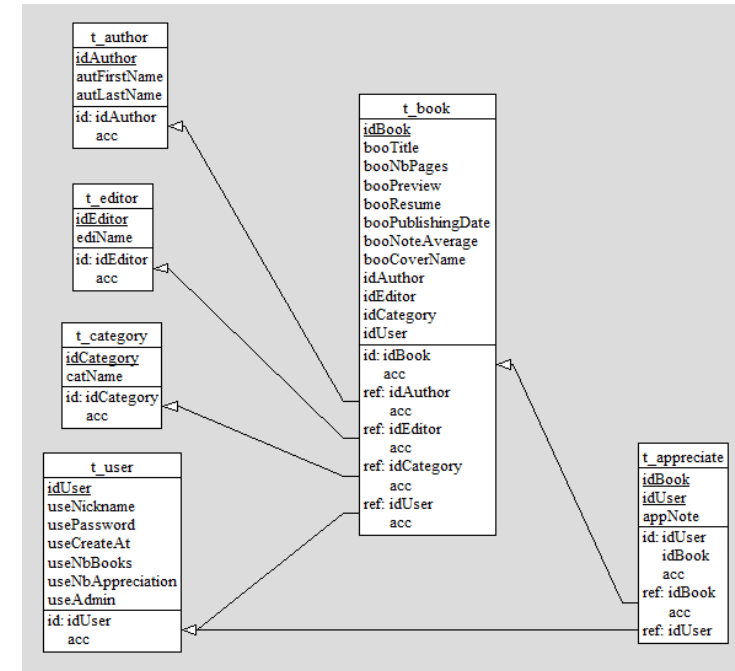 t_author
idAuthor
autFirstName
autLastName
id: idAuthor
acc
t_editor
idEditor
ediName
id: idEditor
acc
t_category
idCategory
catName
id: idCategory
acc
t_user
idUser
useNickname
usePassword
useCreateAt
useNbBooks
useNbAppreciation
useAdmin
id: idUser
acc
t_book
idBook
booTitle
booNbPages
booPreview
booResume
booPublishingDate
booNoteAverage
booCoverName
idAuthor
idEditor
idCategory
idUser
id: idBook
acc
ref: idAuthor
acc
ref: idEditor
acc
ref: idCategory
acc
ref: idUser
acc
t_appreciate
idBook
idUser
appNote
id: idUser
idBook
acc
ref: idBook
acc
ref: idUser